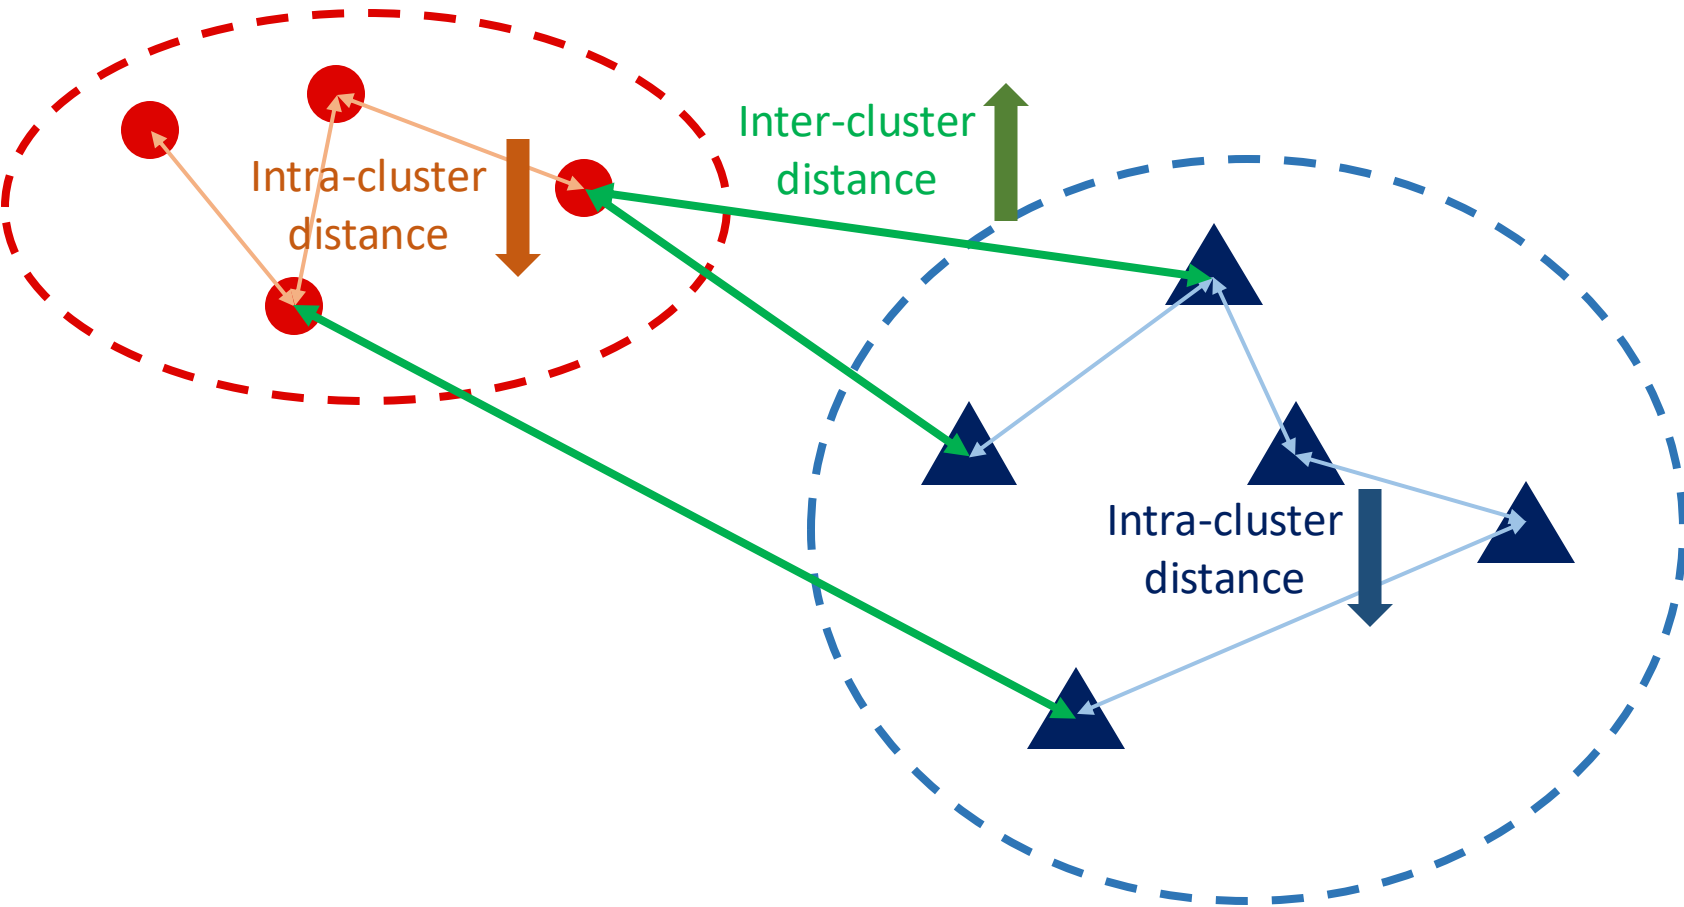 Inter-cluster
distance
Intra-cluster
distance
Intra-cluster
distance